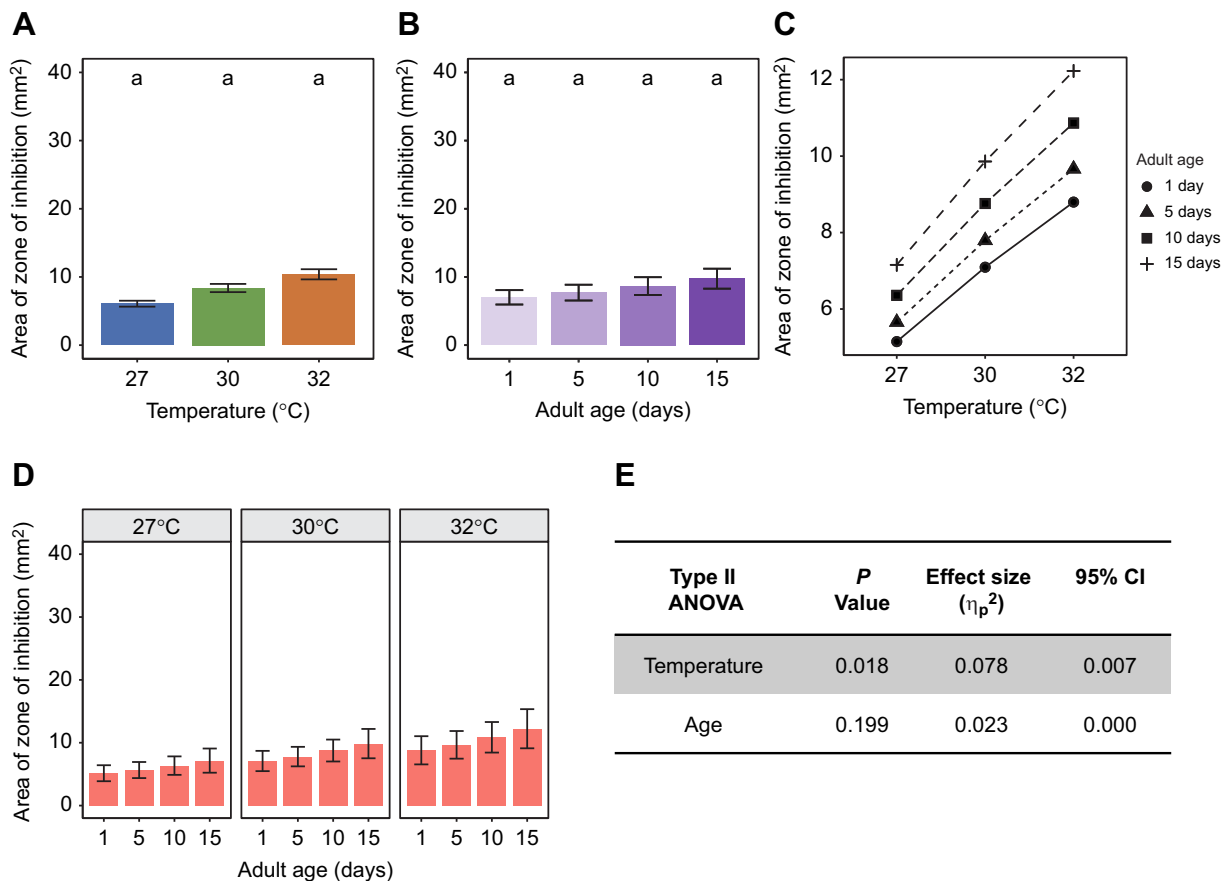 A
Area of zone of inhibition (mm²)
40
30
20
10
0
a a a
27 30 32
Temperature (°C)
B
Area of zone of inhibition (mm²)
40
30
20
10
0
a a a a
1 5 10 15
Adult age (days)
C
Area of zone of inhibition (mm²)
12
10
8
6
27 30 32
Temperature (°C)
Adult age
1 day
5 days
10 days
15 days
D
Area of zone of inhibition (mm²)
27°C 30°C 32°C
40
30
20
10
0
1 5 10 15 1 5 10 15 1 5 10 15
Adult age (days)
E
Type II ANOVA P Value Effect size (ηp²) 95% CI
Temperature 0.018 0.078 0.007
Age 0.199 0.023 0.000